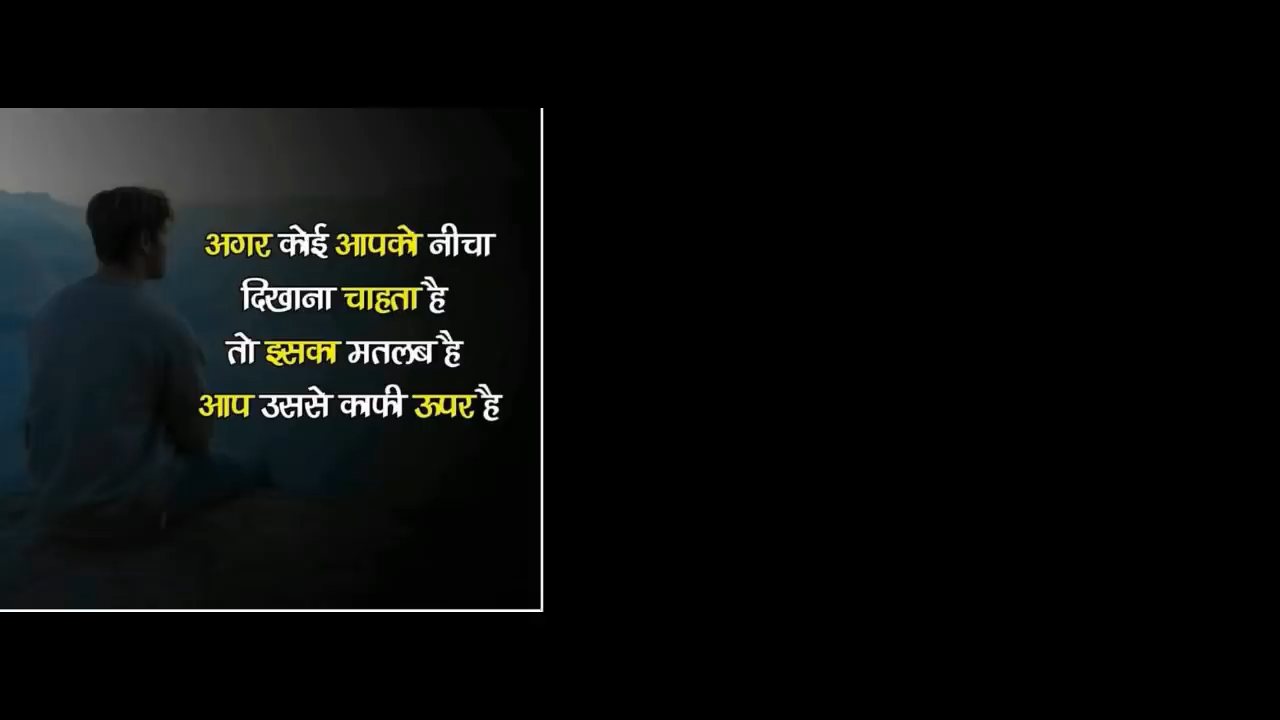 अगर कोई आपको नीचा
दिखाना चाहता है
तो इसका मतलब है
आप उससे काफी ऊपर है